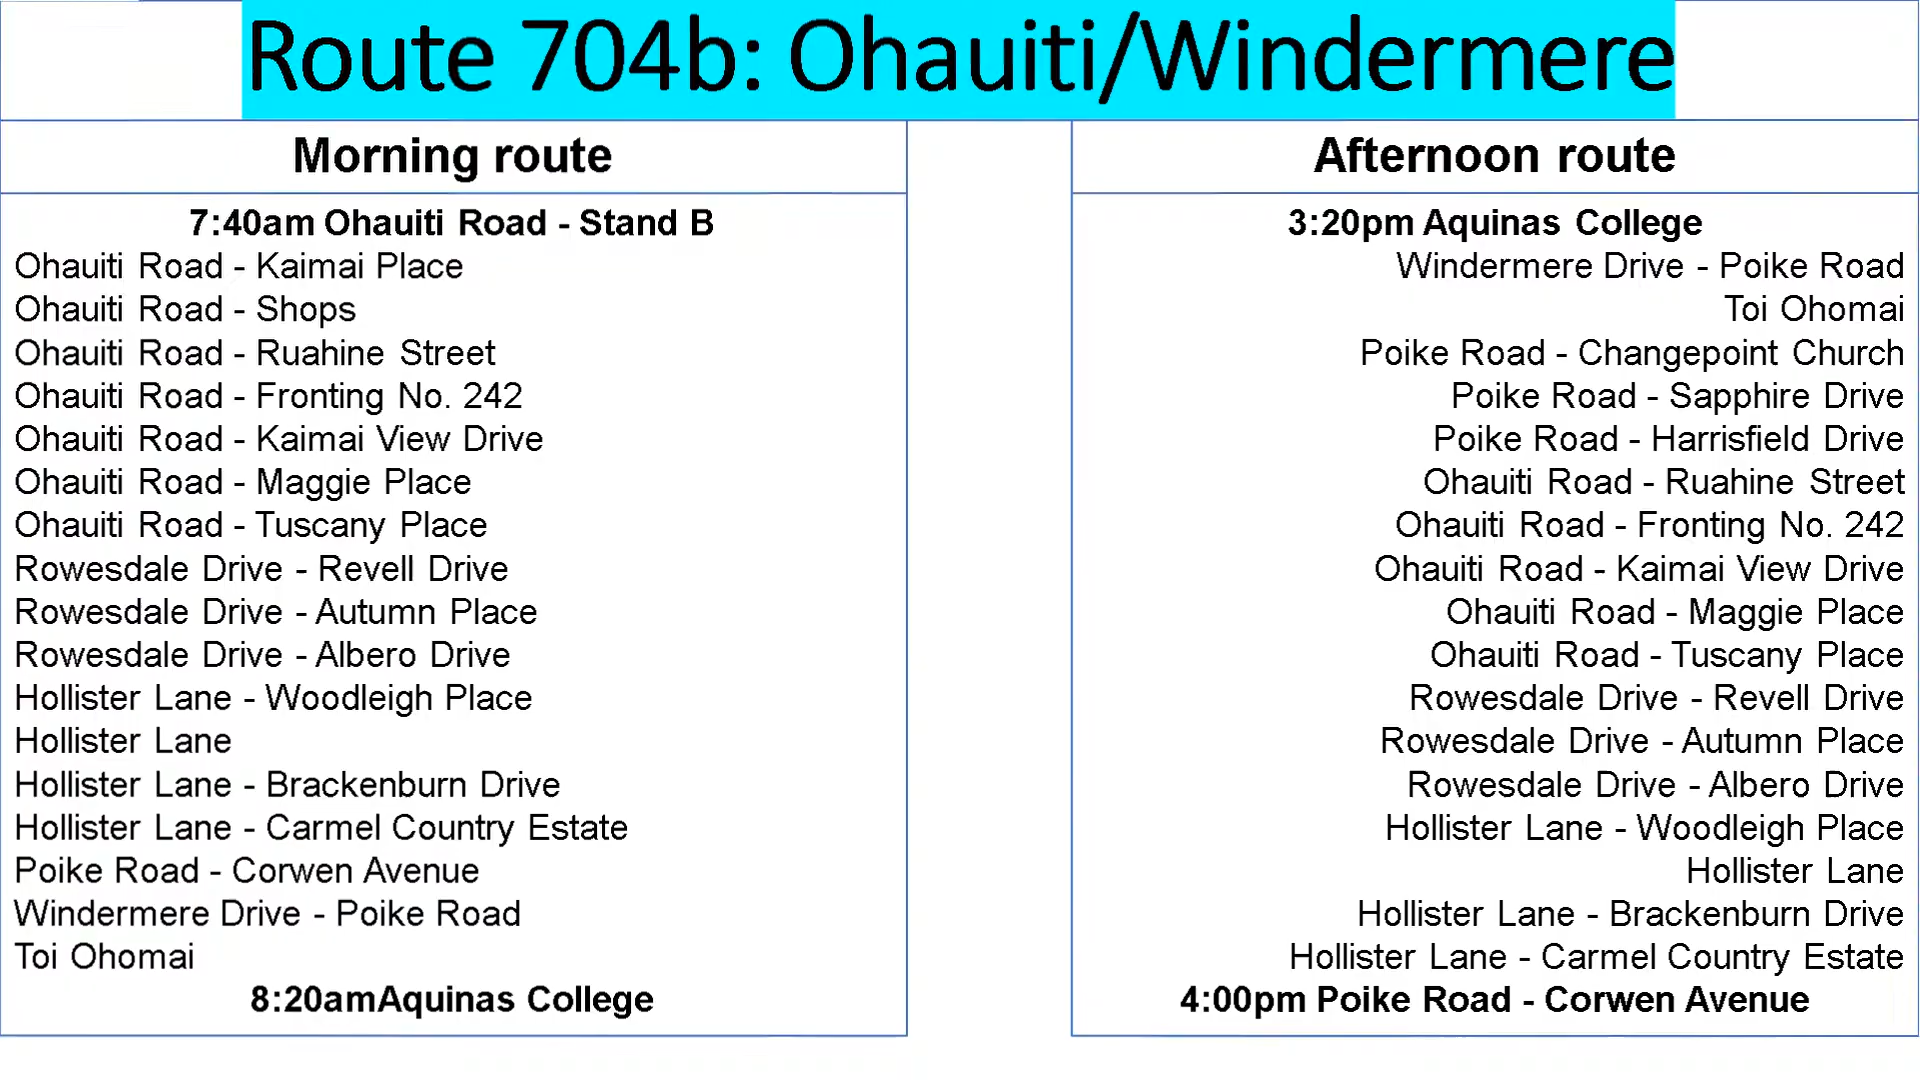 Route 704b: Ohauiti/Windermere
Morning route
7:40am Ohauiti Road - Stand B
Ohauiti Road - Kaimai Place
Ohauiti Road - Shops
Ohauiti Road - Ruahine Street
Ohauiti Road - Fronting No. 242
Ohauiti Road - Kaimai View Drive
Ohauiti Road - Maggie Place
Ohauiti Road - Tuscany Place
Rowesdale Drive - Revell Drive
Rowesdale Drive - Autumn Place
Rowesdale Drive - Albero Drive
Hollister Lane - Woodleigh Place
Hollister Lane
Hollister Lane - Brackenburn Drive
Hollister Lane - Carmel Country Estate
Poike Road - Corwen Avenue
Windermere Drive - Poike Road
Toi Ohomai
8:20amAquinas College
Afternoon route
3:20pm Aquinas College
Windermere Drive - Poike Road
Toi Ohomai
Poike Road - Changepoint Church
Poike Road - Sapphire Drive
Poike Road - Harrisfield Drive
Ohauiti Road - Ruahine Street
Ohauiti Road - Fronting No. 242
Ohauiti Road - Kaimai View Drive
Ohauiti Road - Maggie Place
Ohauiti Road - Tuscany Place
Rowesdale Drive - Revell Drive
Rowesdale Drive - Autumn Place
Rowesdale Drive - Albero Drive
Hollister Lane - Woodleigh Place
Hollister Lane
Hollister Lane - Brackenburn Drive
Hollister Lane - Carmel Country Estate
4:00pm Poike Road - Corwen Avenue